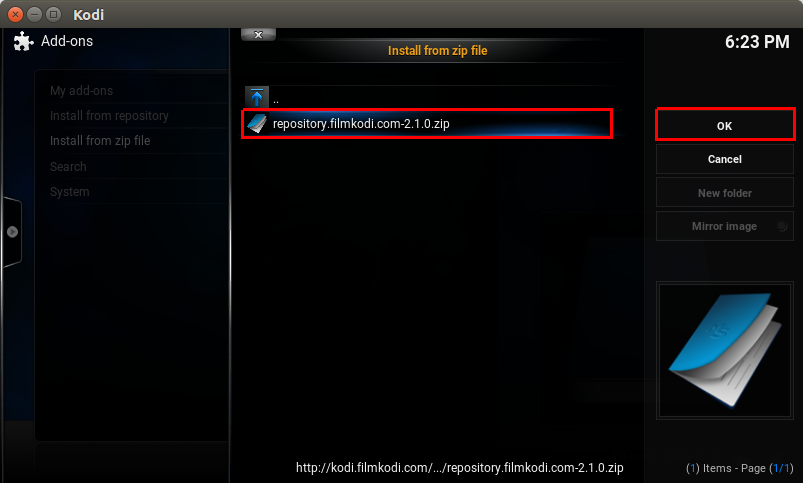 Kodi
Add-ons
x
Install from zip file
6:23 PM
My add-ons
Install from repository
Install from zip file
Search
System
..
repository.filmkodi.com-2.1.0.zip
OK
Cancel
New folder
Mirror image
http://kodi.filmkodi.com/.../repository.filmkodi.com-2.1.0.zip
(1) Items - Page (1/1)